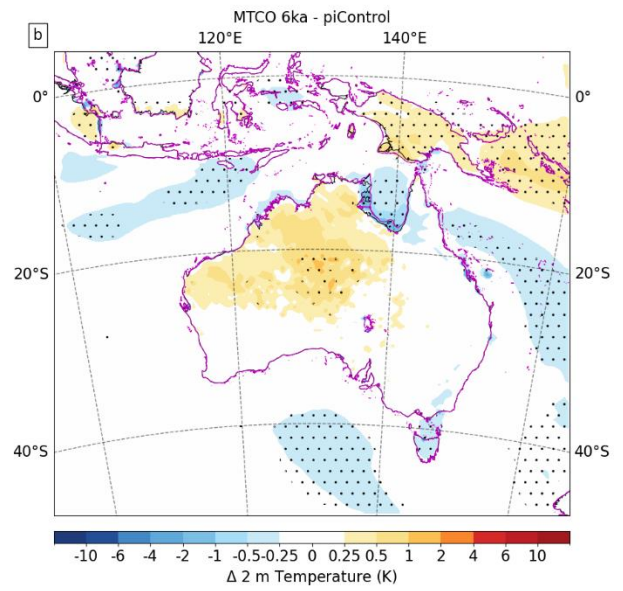 MTCO 6ka - piControl
b
120°E 140°E
0° 0°
20°S 20°S
40°S 40°S
-10 -6 -4 -2 -1 -0.5 -0.25 0 0.25 0.5 1 2 4 6 10
Δ 2 m Temperature (K)